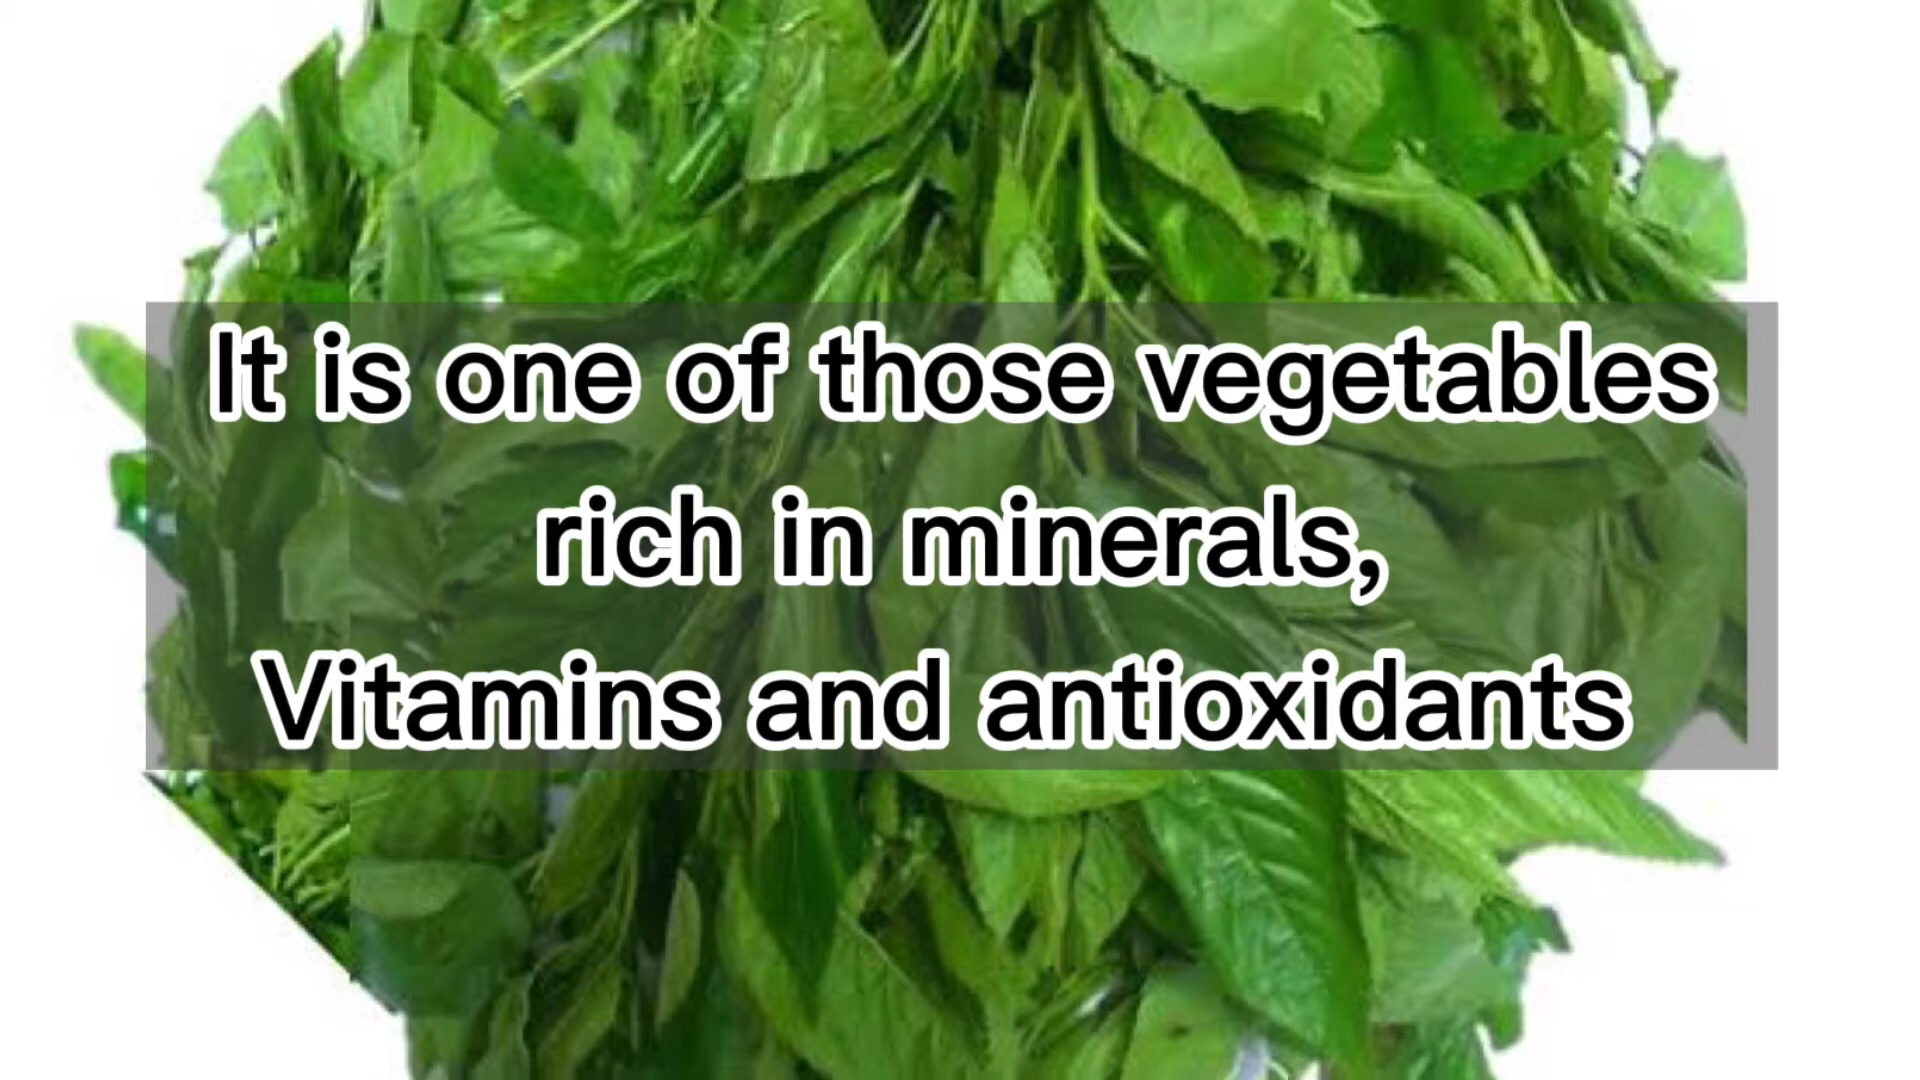 It is one of those vegetables
rich in minerals,
Vitamins and antioxidants